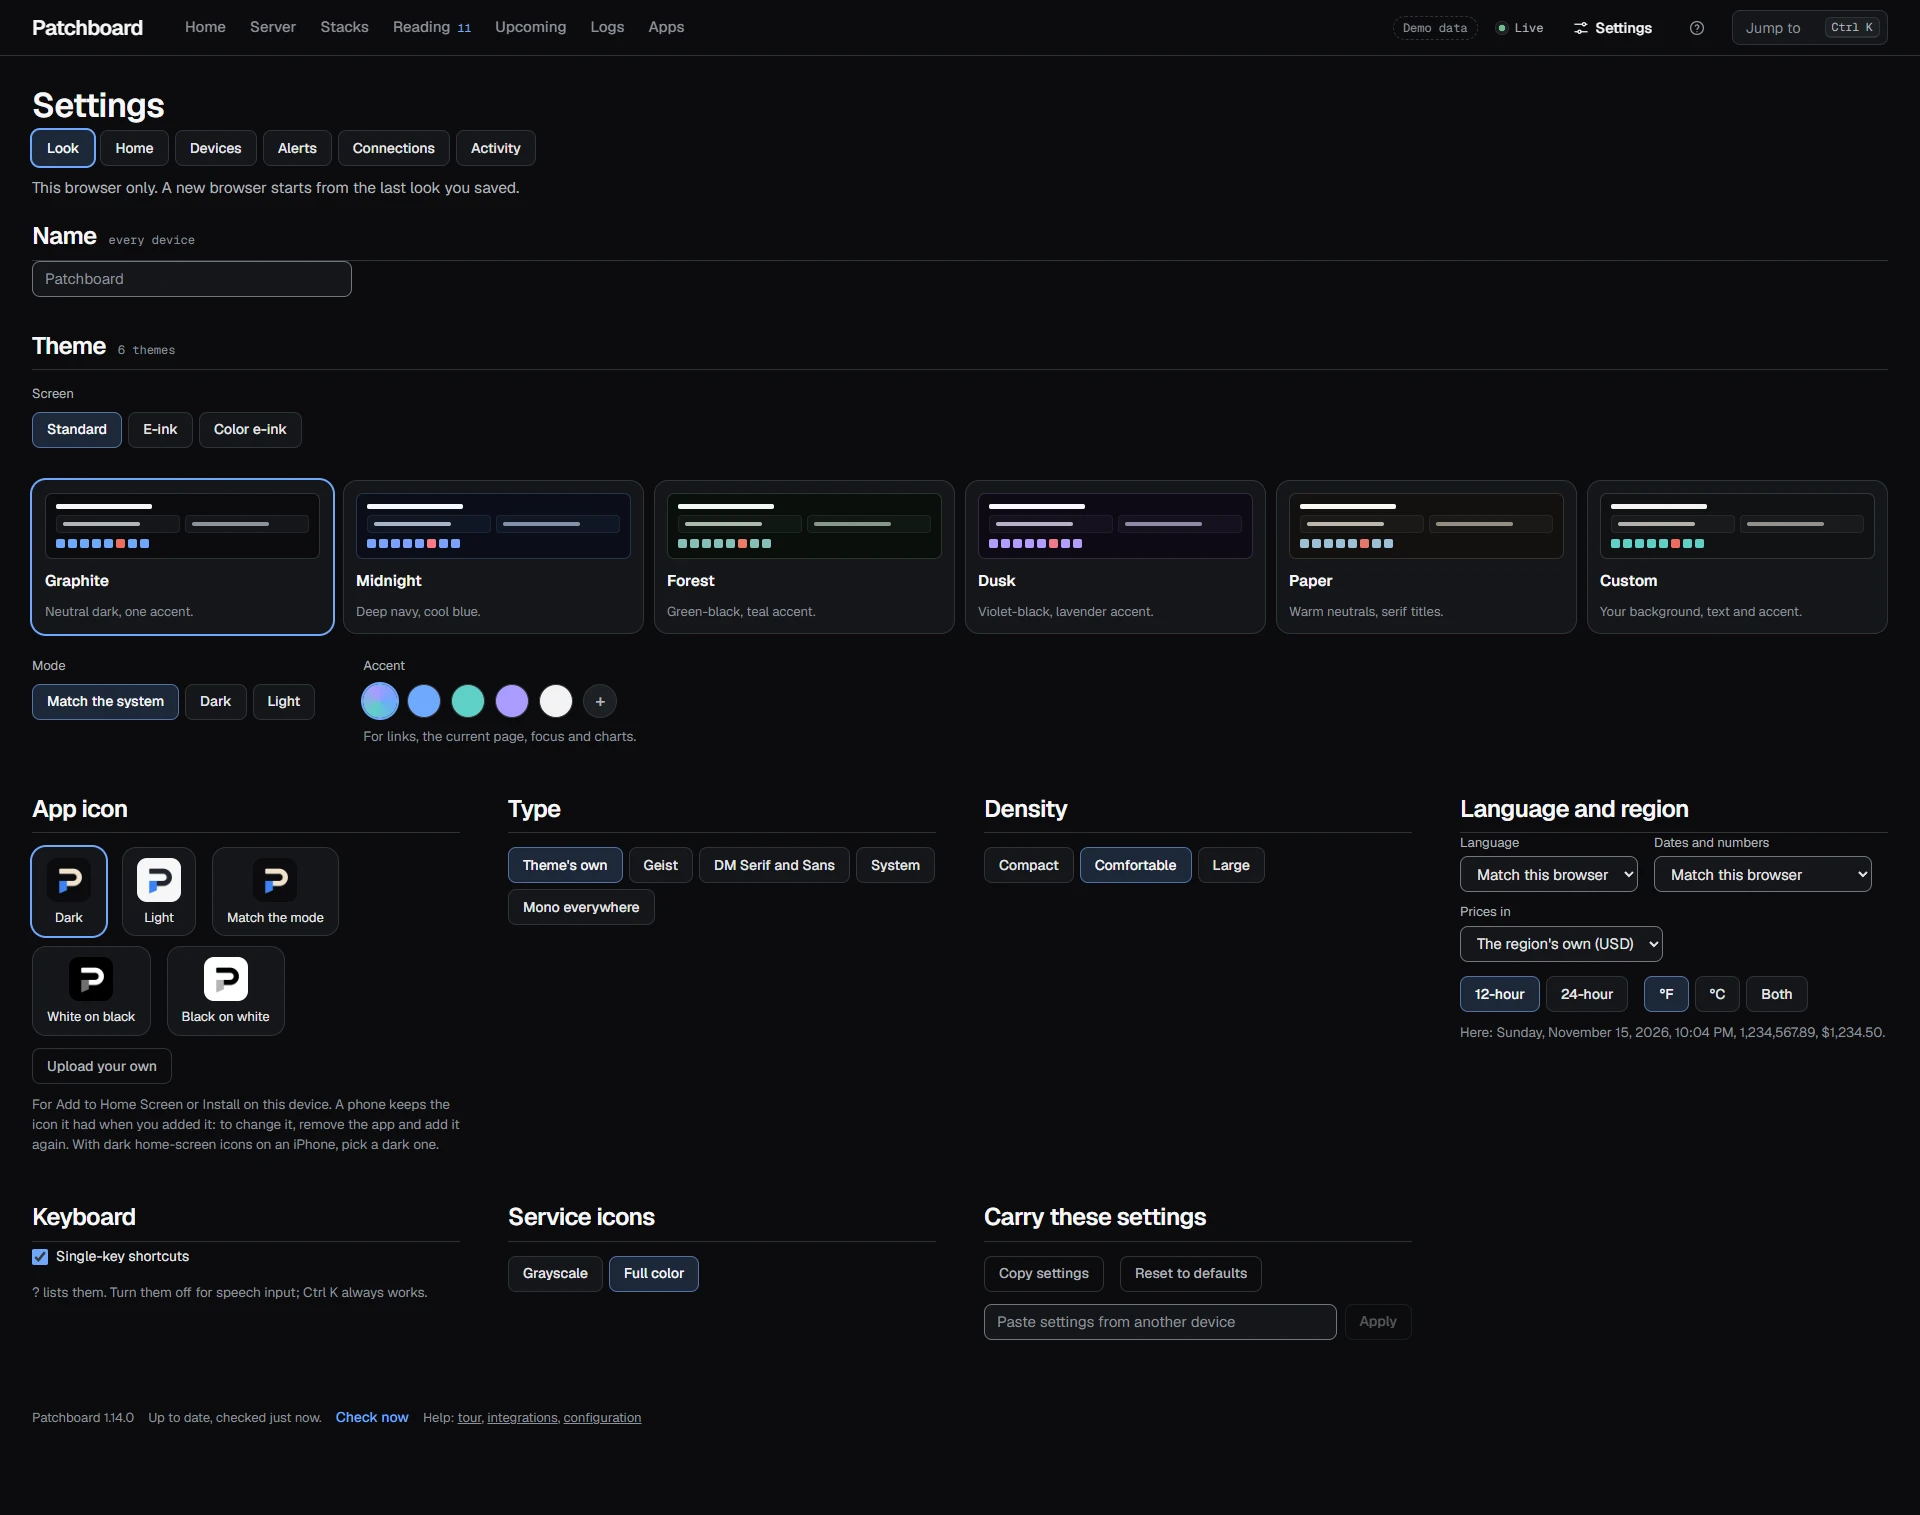 Patchboard Home Server Stacks Reading 11 Upcoming Logs Apps Demo data Live Settings ? Jump to Ctrl K
Settings
Look Home Devices Alerts Connections Activity
This browser only. A new browser starts from the last look you saved.
Name every device
Patchboard
Theme 6 themes
Screen
Standard E-ink Color e-ink
Graphite Midnight Forest Dusk Paper Custom
Neutral dark, one accent. Deep navy, cool blue. Green-black, teal accent. Violet-black, lavender accent. Warm neutrals, serif titles. Your background, text and accent.
Mode Accent
Match the system Dark Light +
For links, the current page, focus and charts.
App icon
Dark Light Match the mode
White on black Black on white
Upload your own
For Add to Home Screen or Install on this device. A phone keeps the
icon it had when you added it: to change it, remove the app and add it
again. With dark home-screen icons on an iPhone, pick a dark one.
Type
Theme's own Geist DM Serif and Sans System
Mono everywhere
Density
Compact Comfortable Large
Language and region
Language Dates and numbers
Match this browser Match this browser
Prices in
The region's own (USD)
12-hour 24-hour °F °C Both
Here: Sunday, November 15, 2026, 10:04 PM, 1,234,567.89, $1,234.50.
Keyboard
Single-key shortcuts
? lists them. Turn them off for speech input; Ctrl K always works.
Service icons
Grayscale Full color
Carry these settings
Copy settings Reset to defaults
Paste settings from another device Apply
Patchboard 1.14.0 Up to date, checked just now. Check now Help: tour, integrations, configuration